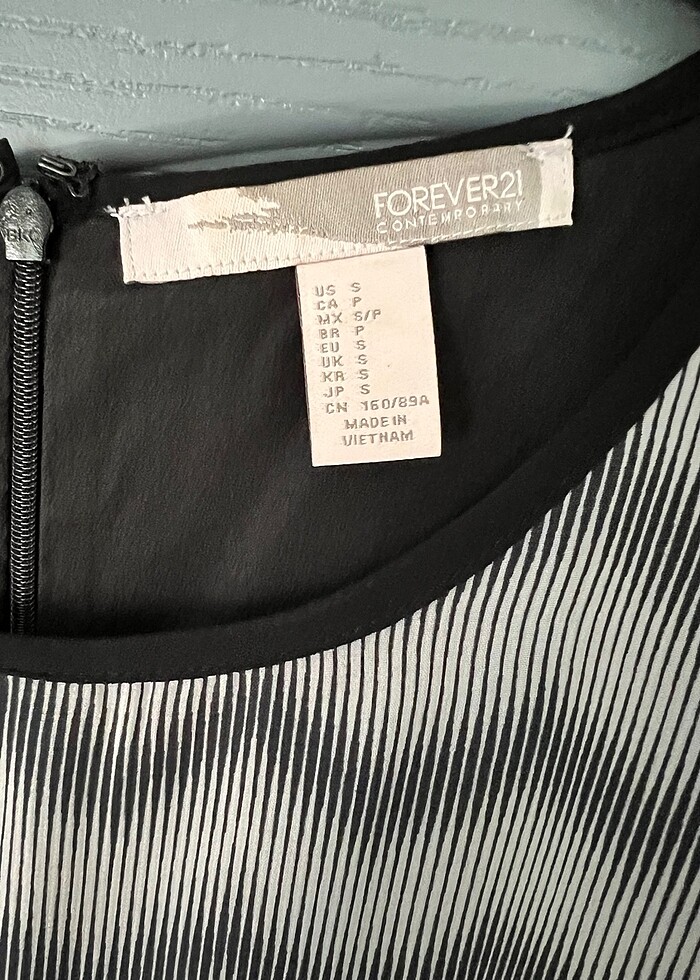 FOREVER21
CONTEMPORARY
US S
CA P
MX S/P
BR P
EU S
UK S
KR S
JP S
CN 160/89A
MADE IN
VIETNAM